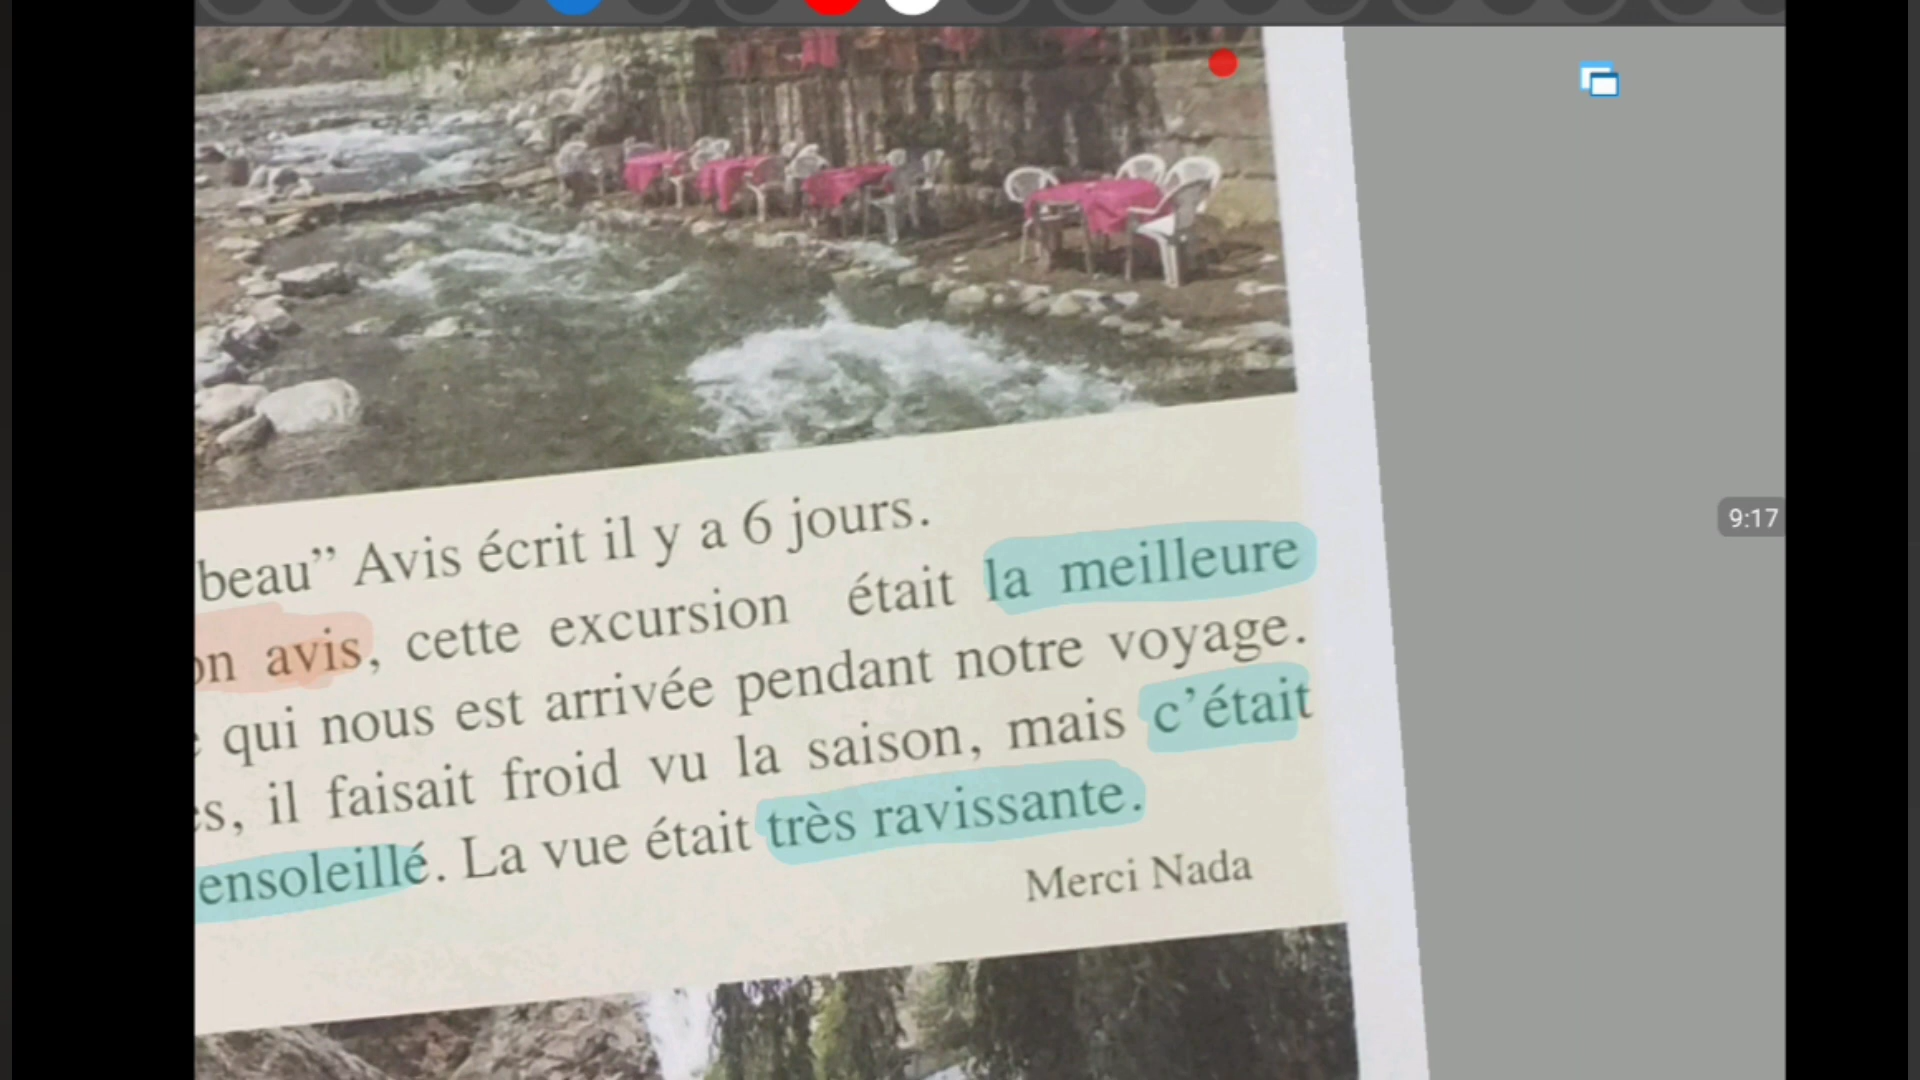 beau” Avis écrit il y a 6 jours.
avis, cette excursion était la meilleure
qui nous est arrivée pendant notre voyage.
il faisait froid vu la saison, mais c’était
ensoleillé. La vue était très ravissante.
Merci Nada
9:17